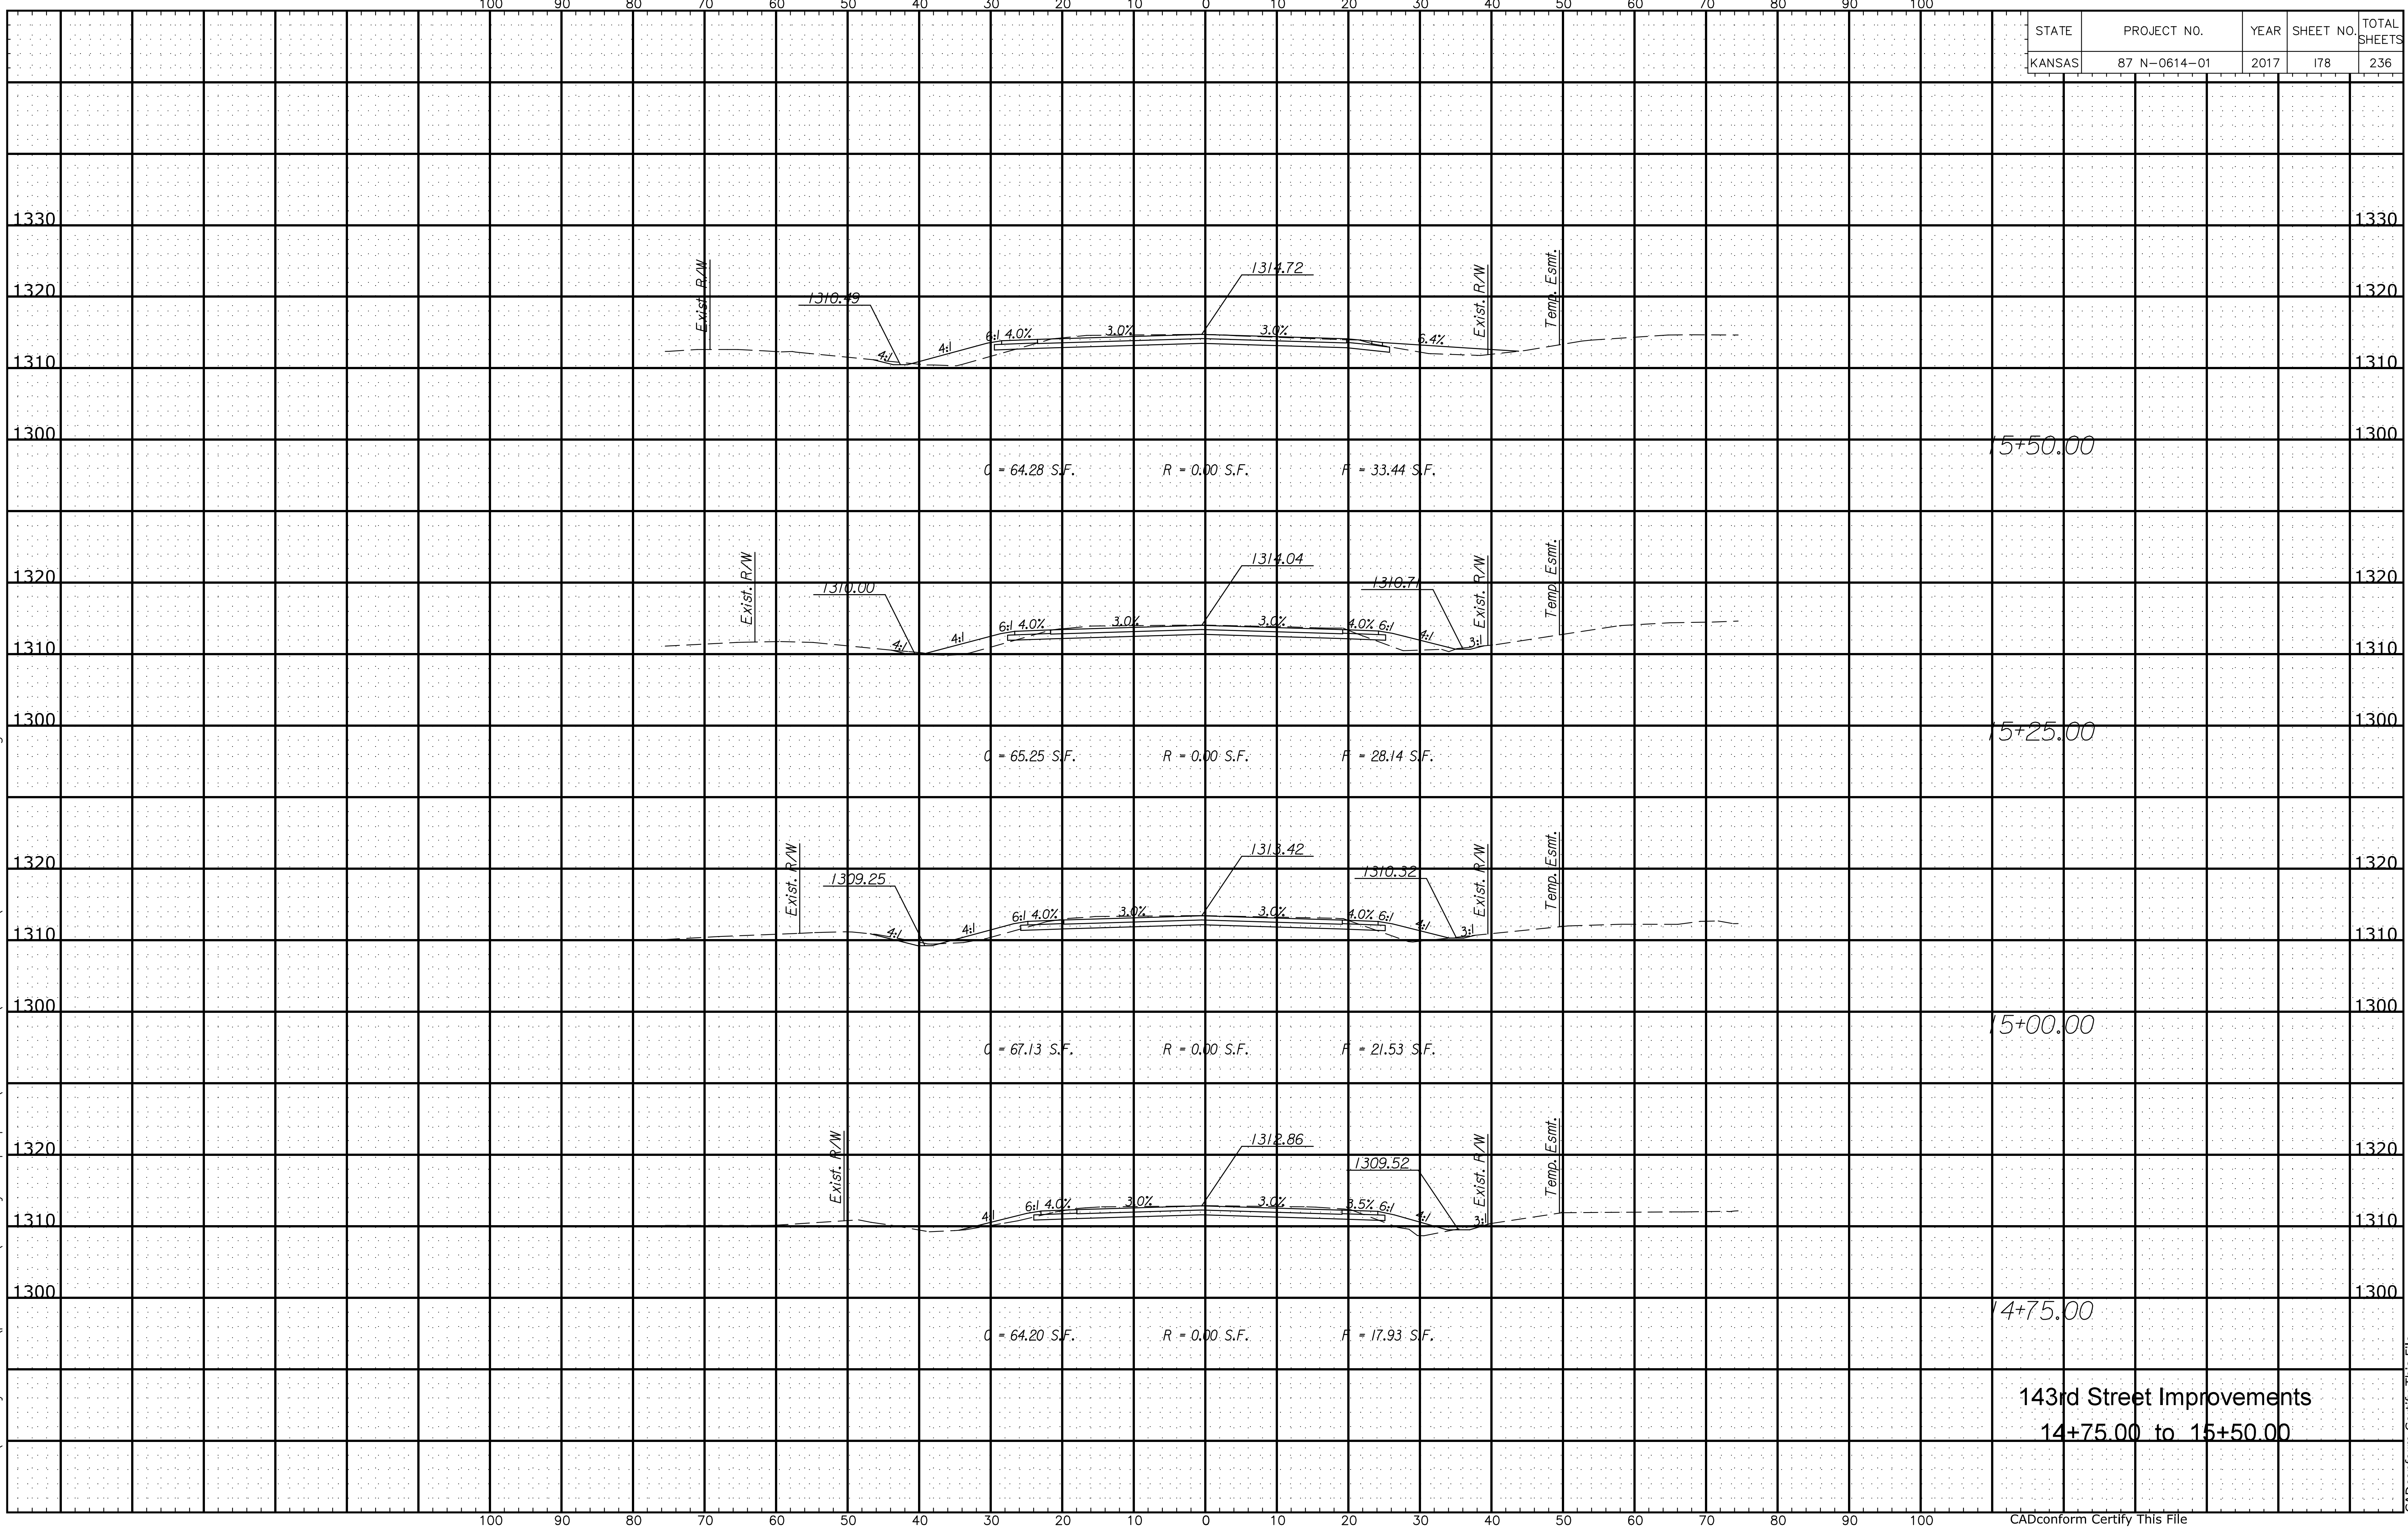 100 90 80 70 60 50 40 30 20 10 0 10 20 30 40 50 60 70 80 90 100
STATE PROJECT NO. YEAR SHEET NO. TOTAL SHEETS
KANSAS 87 N-0614-01 2017 178 236
1330 1330
Exist. R/W 1314.72 Exist. R/W Temp. Esmt.
1320 1310.49 1320
4:1 4:1 6:1 4.0% 3.0% 3.0% 6.4%
1310 1310
1300 1300
15+50.00
C = 64.28 S.F. R = 0.00 S.F. F = 33.44 S.F.
Exist. R/W 1314.04 Exist. R/W Temp. Esmt.
1320 1310.00 1310.71 1320
4:1 4:1 6:1 4.0% 3.0% 3.0% 4.0% 6:1 4:1 3:1
1310 1310
1300 1300
15+25.00
C = 65.25 S.F. R = 0.00 S.F. F = 28.14 S.F.
Exist. R/W 1313.42 Exist. R/W Temp. Esmt.
1320 1309.25 1310.32 1320
4:1 4:1 6:1 4.0% 3.0% 3.0% 4.0% 6:1 4:1 3:1
1310 1310
1300 1300
15+00.00
C = 67.13 S.F. R = 0.00 S.F. F = 21.53 S.F.
Exist. R/W 1312.86 Exist. R/W Temp. Esmt.
1320 1309.52 1320
4:1 6:1 4.0% 3.0% 3.0% 3.5% 6:1 4:1 3:1
1310 1310
1300 1300
14+75.00
C = 64.20 S.F. R = 0.00 S.F. F = 17.93 S.F.
143rd Street Improvements
14+75.00 to 15+50.00
100 90 80 70 60 50 40 30 20 10 0 10 20 30 40 50 60 70 80 90 100
CADconform Certify This File